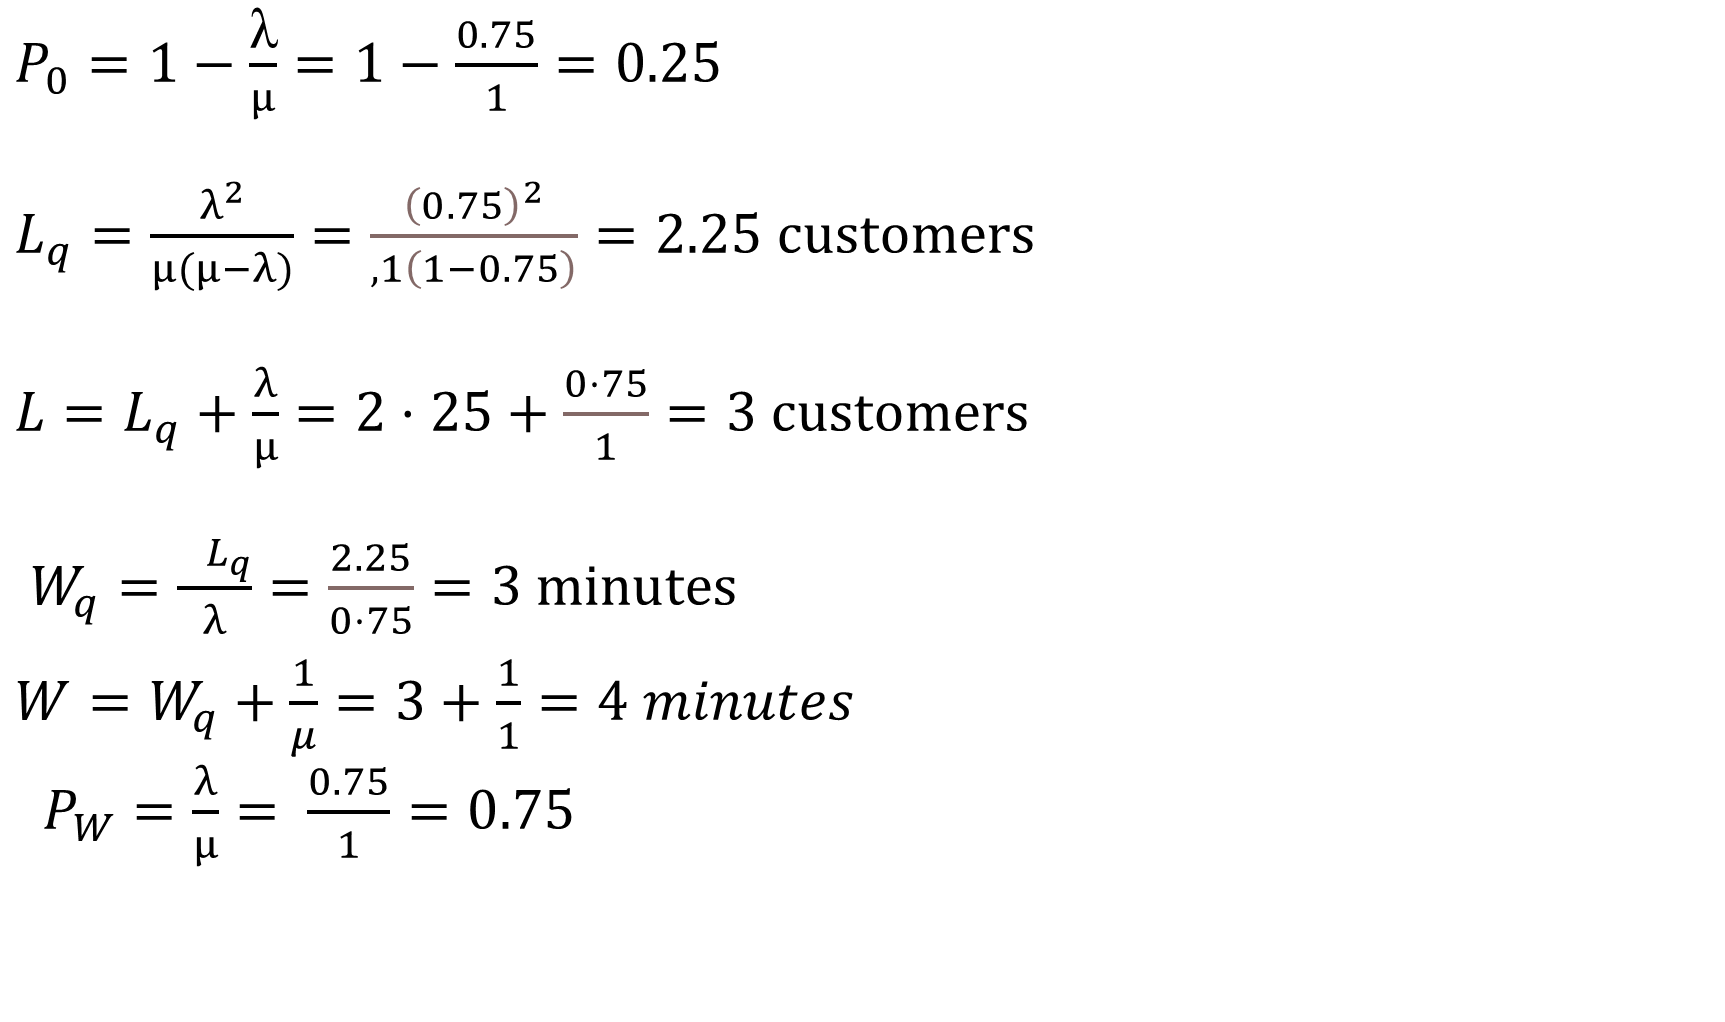 P₀ = 1 − λ/μ = 1 − 0.75/1 = 0.25
L_q = λ²/μ(μ−λ) = (0.75)²/,1(1−0.75) = 2.25 customers
L = L_q + λ/μ = 2 · 25 + 0·75/1 = 3 customers
W_q = L_q/λ = 2.25/0·75 = 3 minutes
W = W_q + 1/μ = 3 + 1/1 = 4 minutes
P_W = λ/μ = 0.75/1 = 0.75